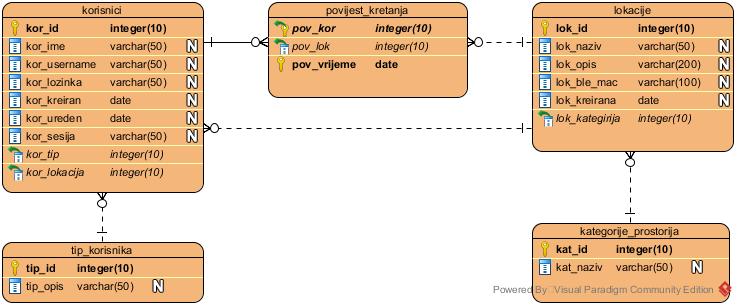 korisnici
kor_id integer(10)
kor_ime varchar(50) N
kor_username varchar(50) N
kor_lozinka varchar(50) N
kor_kreiran date N
kor_ureden date N
kor_sesija varchar(50) N
kor_tip integer(10)
kor_lokacija integer(10)
povijest_kretanja
pov_kor integer(10)
pov_lok integer(10)
pov_vrijeme date
lokacije
lok_id integer(10)
lok_naziv varchar(50) N
lok_opis varchar(200) N
lok_ble_mac varchar(100) N
lok_kreirana date N
lok_kategirija integer(10)
tip_korisnika
tip_id integer(10)
tip_opis varchar(50) N
kategorije_prostorija
kat_id integer(10)
kat_naziv varchar(50) N
Powered By Visual Paradigm Community Edition